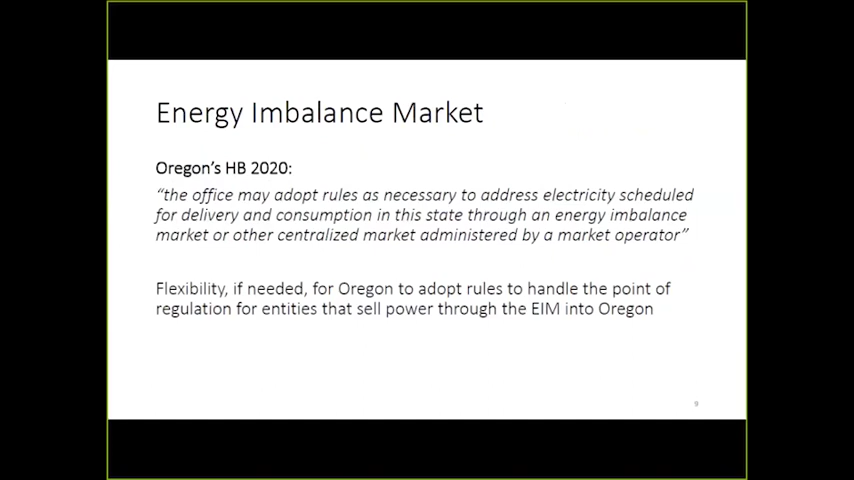 Energy Imbalance Market
Oregon’s HB 2020:
“the office may adopt rules as necessary to address electricity scheduled
for delivery and consumption in this state through an energy imbalance
market or other centralized market administered by a market operator”
Flexibility, if needed, for Oregon to adopt rules to handle the point of
regulation for entities that sell power through the EIM into Oregon
9